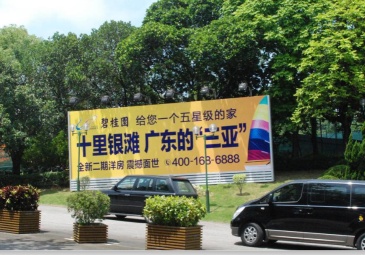 碧桂园 给您一个五星级的家
十里银滩 广东的“三亚”
全新二期洋房 震撼面世 400-168-6888